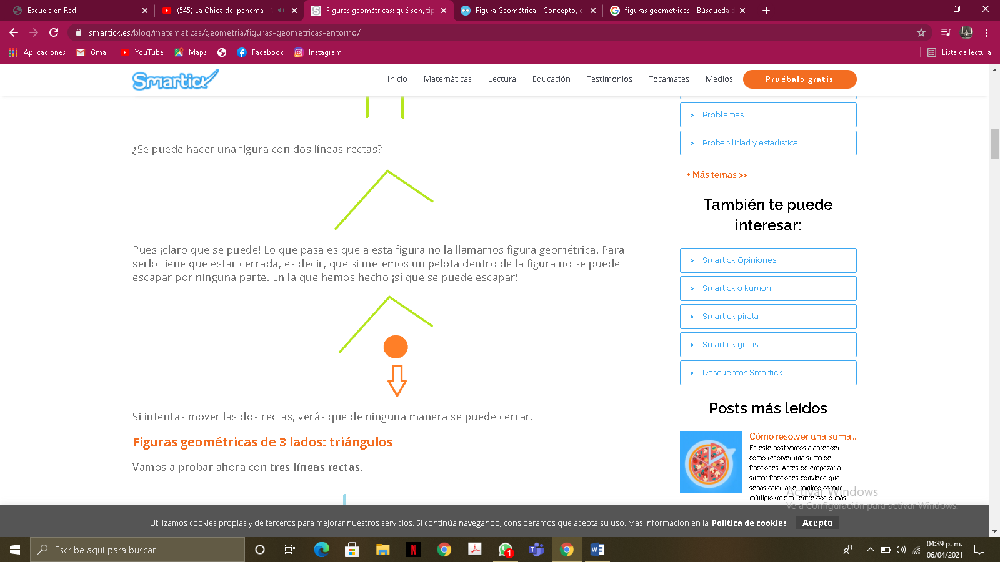 Escuela en Red
(545) La Chica de Ipanema -
Figuras geométricas: qué son, tip
Figura Geométrica - Concepto, cl
figuras geometricas - Búsqueda
smartick.es/blog/matematicas/geometria/figuras-geometricas-entorno/
Aplicaciones
Gmail
YouTube
Maps
Facebook
Instagram
Lista de lectura
Smartick
Inicio
Matemáticas
Lectura
Educación
Testimonios
Tocamates
Medios
Pruébalo gratis
¿Se puede hacer una figura con dos líneas rectas?
Pues ¡claro que se puede! Lo que pasa es que a esta figura no la llamamos figura geométrica. Para
serlo tiene que estar cerrada, es decir, que si metemos un pelota dentro de la figura no se puede
escapar por ninguna parte. En la que hemos hecho ¡sí que se puede escapar!
Si intentas mover las dos rectas, verás que de ninguna manera se puede cerrar.
Figuras geométricas de 3 lados: triángulos
Vamos a probar ahora con tres líneas rectas.
> Problemas
> Probabilidad y estadística
+ Más temas >>
También te puede
interesar:
> Smartick Opiniones
> Smartick o kumon
> Smartick pirata
> Smartick gratis
> Descuentos Smartick
Posts más leídos
Cómo resolver una suma...
En este post vamos a aprender
cómo resolver una suma de
fracciones. Antes de empezar a
sumar fracciones conviene que
sepas calcular el mínimo común
múltiplo (m.c.m) entre dos o más
Activar Windows
Ve a Configuración para activar Windows.
Utilizamos cookies propias y de terceros para mejorar nuestros servicios. Si continúa navegando, consideramos que acepta su uso. Más información en la Política de cookies
Acepto
Escribe aquí para buscar
1
04:39 p. m.
06/04/2021